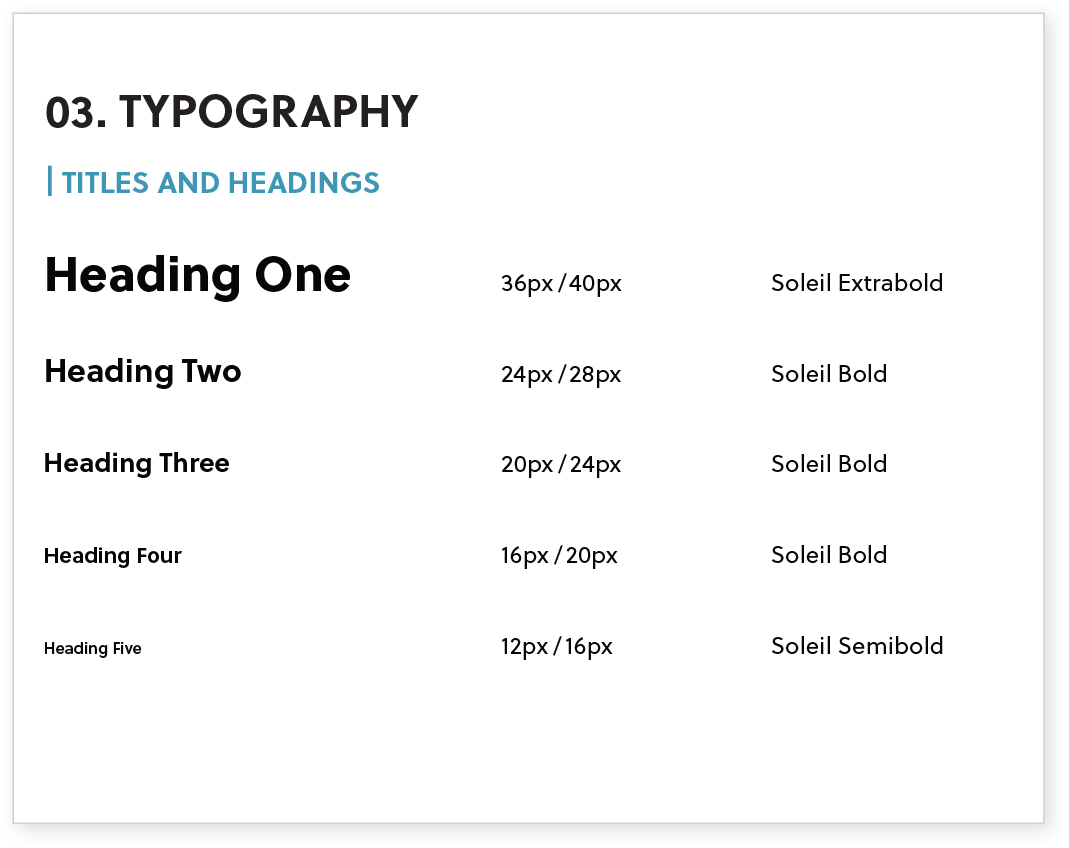 03. TYPOGRAPHY
| TITLES AND HEADINGS
Heading One 36px / 40px Soleil Extrabold
Heading Two 24px / 28px Soleil Bold
Heading Three 20px / 24px Soleil Bold
Heading Four 16px / 20px Soleil Bold
Heading Five 12px / 16px Soleil Semibold